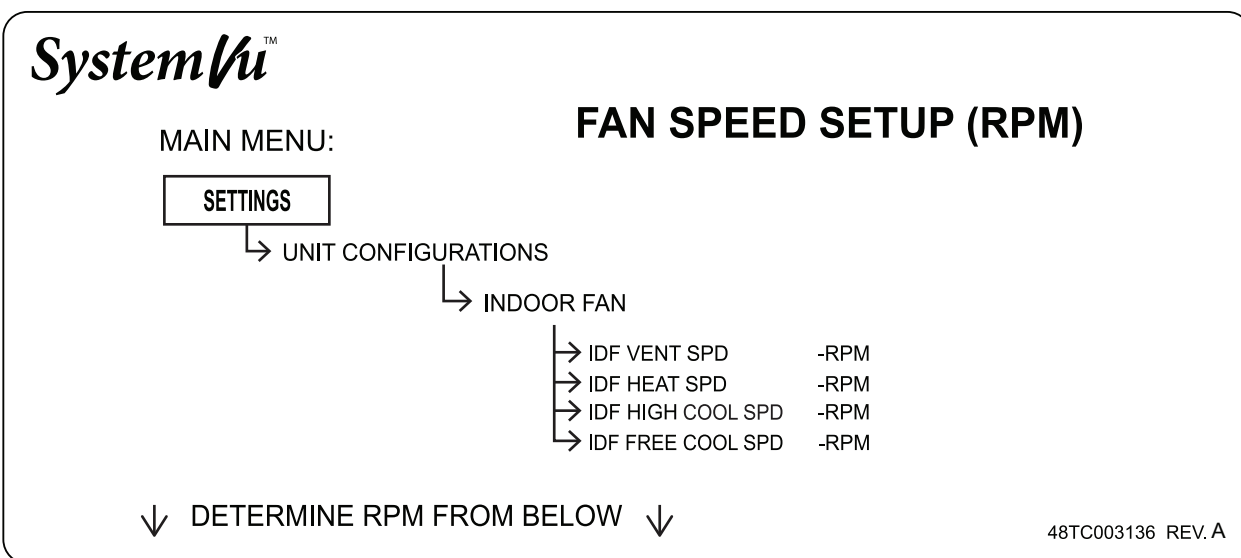 SystemVu™
FAN SPEED SETUP (RPM)
MAIN MENU:
SETTINGS
UNIT CONFIGURATIONS
INDOOR FAN
IDF VENT SPD -RPM
IDF HEAT SPD -RPM
IDF HIGH COOL SPD -RPM
IDF FREE COOL SPD -RPM
DETERMINE RPM FROM BELOW
48TC003136 REV. A